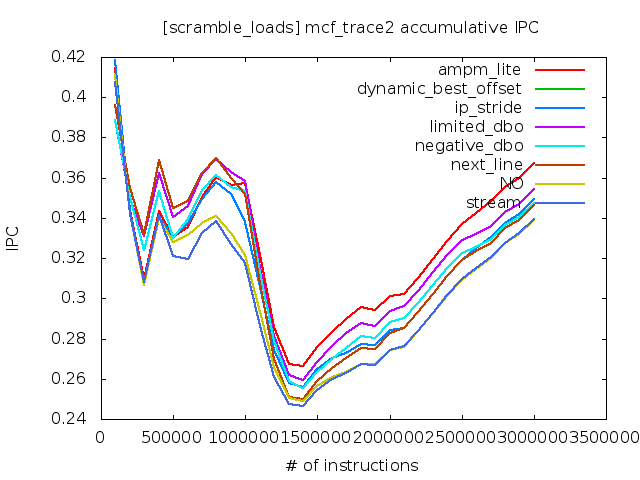 [scramble_loads] mcf_trace2 accumulative IPC
0.42
0.4
0.38
0.36
0.34
0.32
0.3
0.28
0.26
0.24
IPC
ampm_lite
dynamic_best_offset
ip_stride
limited_dbo
negative_dbo
next_line
NO
stream
0 500000 1000000 1500000 2000000 2500000 3000000 3500000
# of instructions